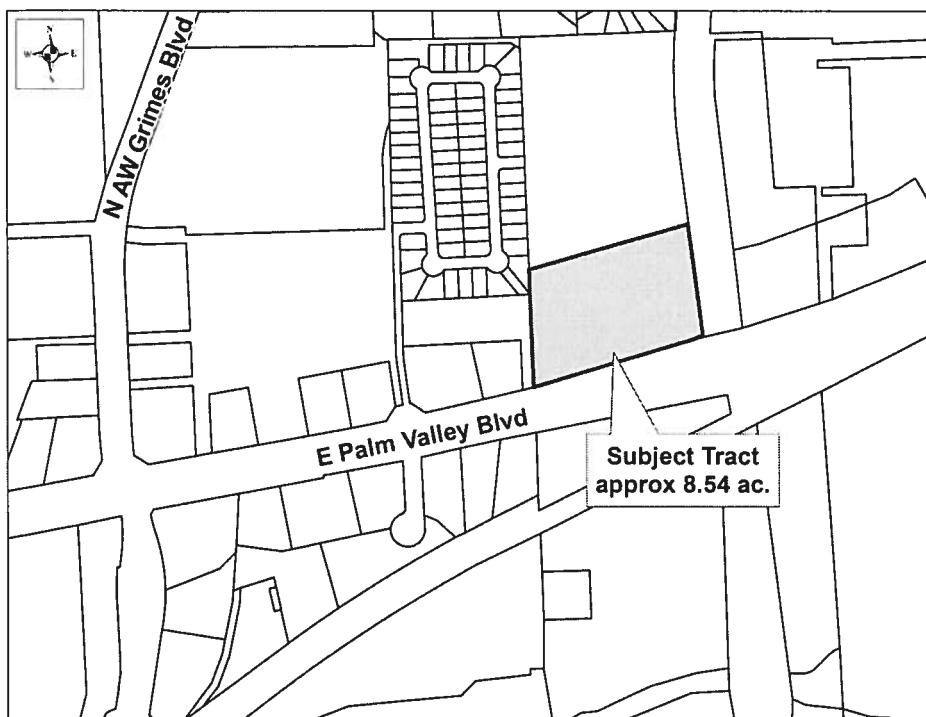 N
W E
S
N AW Grimes Blvd
E Palm Valley Blvd
Subject Tract
approx 8.54 ac.